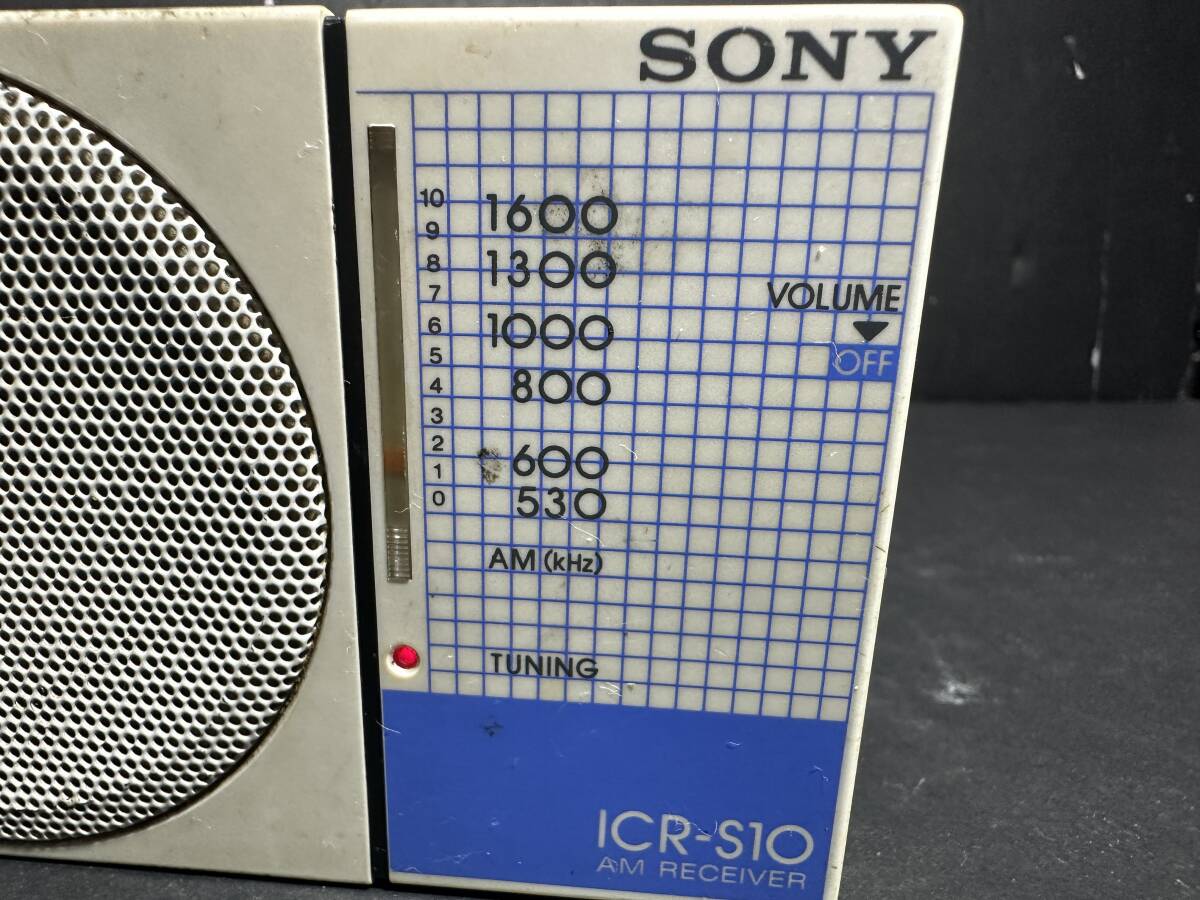 SONY
10 1600
9
8 1300
7
VOLUME
6 1000
OFF
5
4 800
3
2
1 600
0 530
AM (kHz)
TUNING
ICR-S10
AM RECEIVER